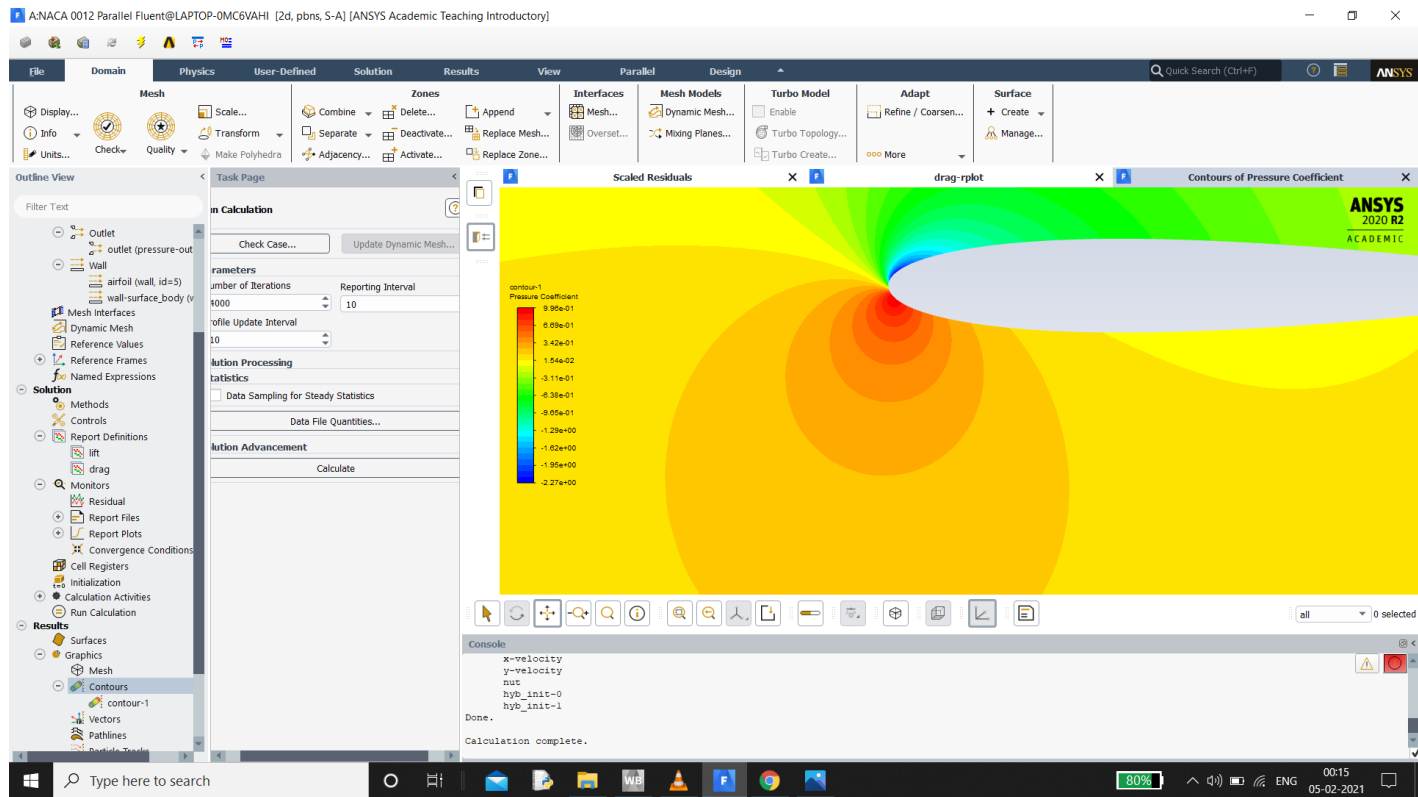 A:NACA 0012 Parallel Fluent@LAPTOP-0MC6VAHI [2d, pbns, S-A] [ANSYS Academic Teaching Introductory]
File Domain Physics User-Defined Solution Results View Parallel Design Quick Search (Ctrl+F) ANSYS
Mesh Zones Interfaces Mesh Models Turbo Model Adapt Surface
Display... Scale... Combine Delete... Append Mesh... Dynamic Mesh... Enable Refine / Coarsen... Create
Info Transform Separate Deactivate... Replace Mesh... Overset... Mixing Planes... Turbo Topology... Manage...
Units... Check Quality Make Polyhedra Adjacency... Activate... Replace Zone... Turbo Create... More
Outline View
Filter Text
Outlet
outlet (pressure-out
Wall
airfoil (wall, id=5)
wall-surface_body (w
Mesh Interfaces
Dynamic Mesh
Reference Values
Reference Frames
Named Expressions
Solution
Methods
Controls
Report Definitions
lift
drag
Monitors
Residual
Report Files
Report Plots
Convergence Conditions
Cell Registers
Initialization
Calculation Activities
Run Calculation
Results
Surfaces
Graphics
Mesh
Contours
contour-1
Vectors
Pathlines
Particle Tracks
Task Page
un Calculation
Check Case... Update Dynamic Mesh...
arameters
umber of Iterations Reporting Interval
4000 10
rofile Update Interval
10
lution Processing
tatistics
Data Sampling for Steady Statistics
Data File Quantities...
lution Advancement
Calculate
Scaled Residuals drag-rplot Contours of Pressure Coefficient
ANSYS
2020 R2
ACADEMIC
contour-1
Pressure Coefficient
9.96e-01
6.69e-01
3.42e-01
1.54e-02
-3.11e-01
-6.38e-01
-9.65e-01
-1.29e+00
-1.62e+00
-1.95e+00
-2.27e+00
all 0 selected
Console
x-velocity
y-velocity
nut
hyb_init-0
hyb_init-1
Done.
Calculation complete.
Type here to search
80%
ENG
00:15
05-02-2021